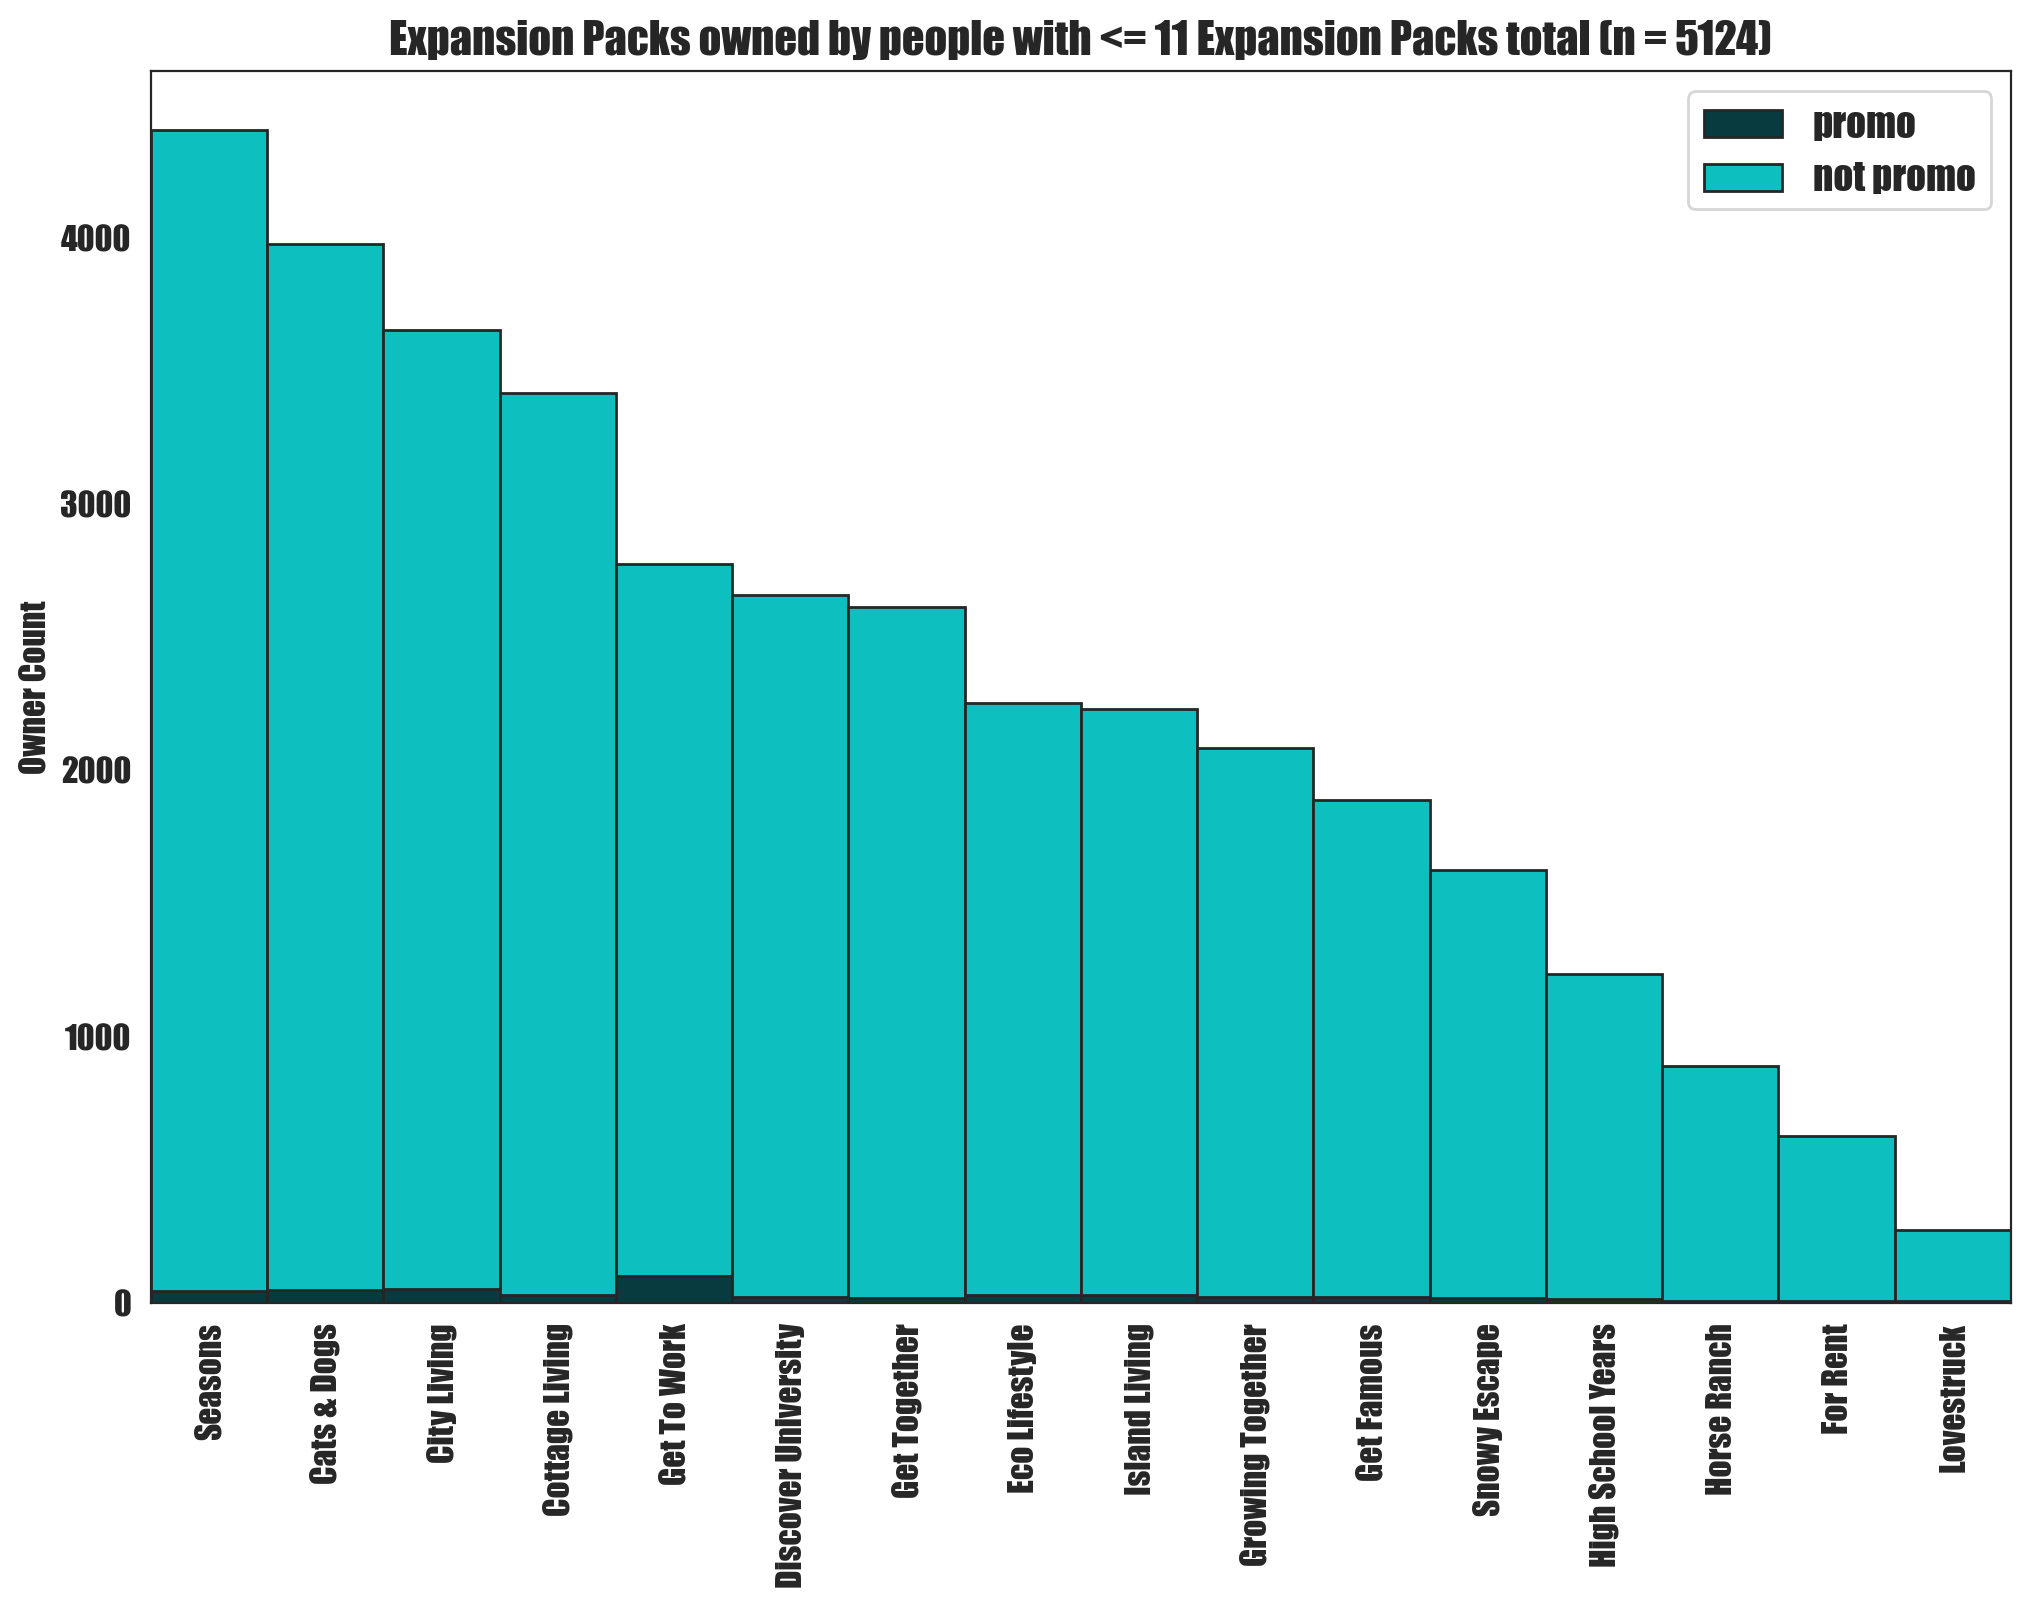 Expansion Packs owned by people with <= 11 Expansion Packs total (n = 5124)
promo
not promo
Owner Count
4000
3000
2000
1000
0
Seasons
Cats & Dogs
City Living
Cottage Living
Get To Work
Discover University
Get Together
Eco Lifestyle
Island Living
Growing Together
Get Famous
Snowy Escape
High School Years
Horse Ranch
For Rent
Lovestruck